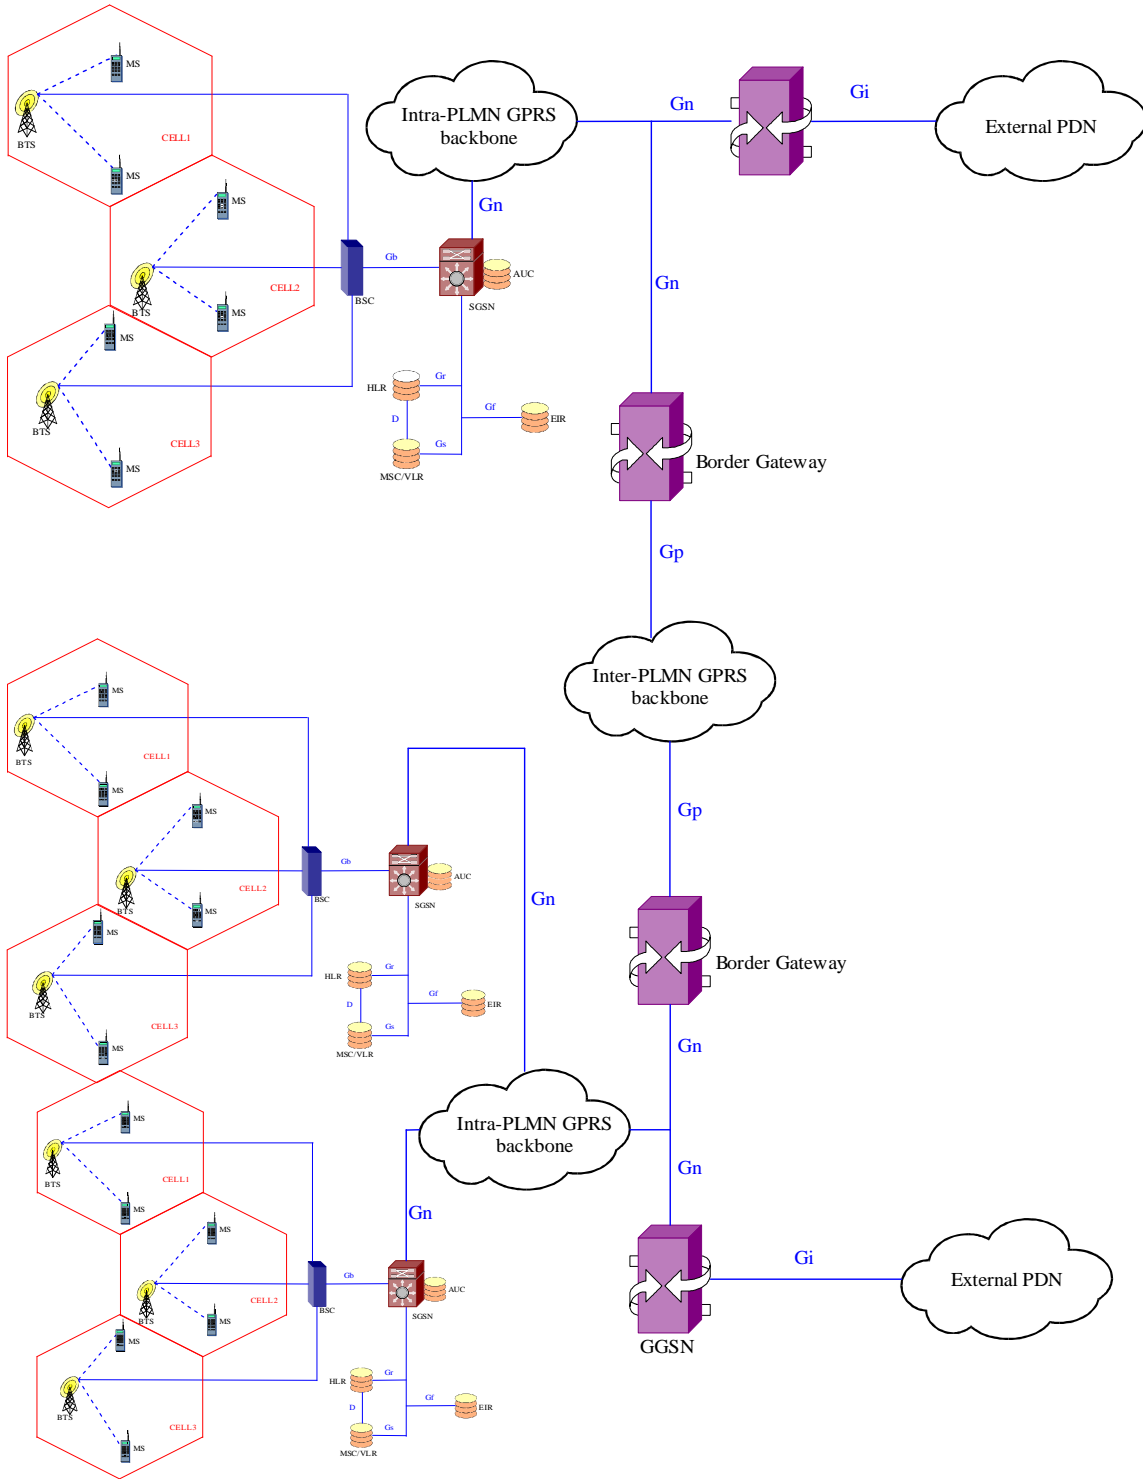 MS
BTS
CELL1
MS
MS
BTS
CELL2
MS
MS
BTS
CELL3
MS
BSC
Gb
SGSN
AUC
Gn
Intra-PLMN GPRS
backbone
Gn
Gi
External PDN
HLR
Gr
D
Gs
MSC/VLR
Gf
EIR
Gn
Border Gateway
Gp
Inter-PLMN GPRS
backbone
Gp
Border Gateway
Gn
MS
BTS
CELL1
MS
MS
BTS
CELL2
MS
MS
BTS
CELL3
MS
BSC
Gb
SGSN
AUC
Gn
HLR
Gr
D
Gs
MSC/VLR
Gf
EIR
Intra-PLMN GPRS
backbone
Gn
Gn
MS
BTS
CELL1
MS
MS
BTS
CELL2
MS
MS
BTS
CELL3
MS
BSC
Gb
SGSN
AUC
HLR
Gr
D
Gs
MSC/VLR
Gf
EIR
GGSN
Gi
External PDN